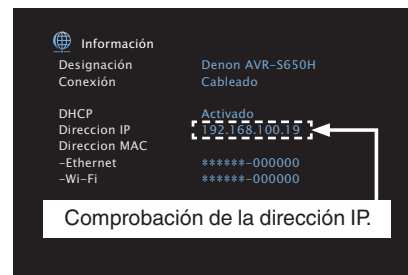 Información
Designación Denon AVR-S650H
Conexión Cableado
DHCP Activado
Direccion IP 192.168.100.19
Direccion MAC
-Ethernet ******-000000
-Wi-Fi ******-000000
Comprobación de la dirección IP.